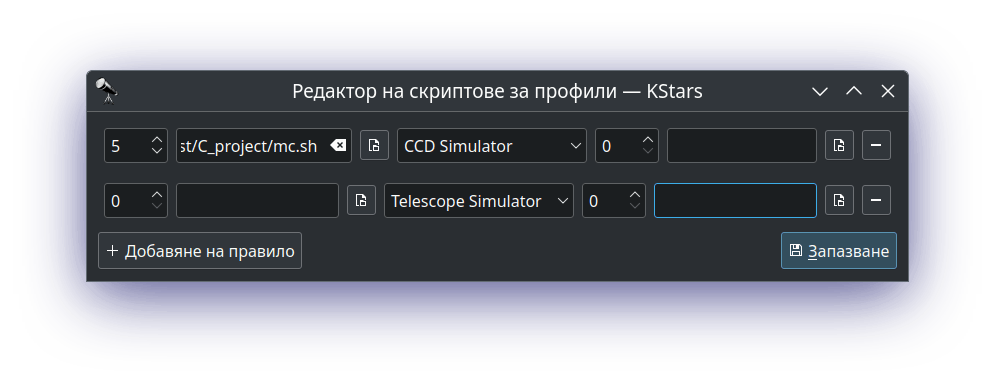 Редактор на скриптове за профили — KStars
5 st/C_project/mc.sh CCD Simulator 0
0 Telescope Simulator 0
Добавяне на правило Запазване